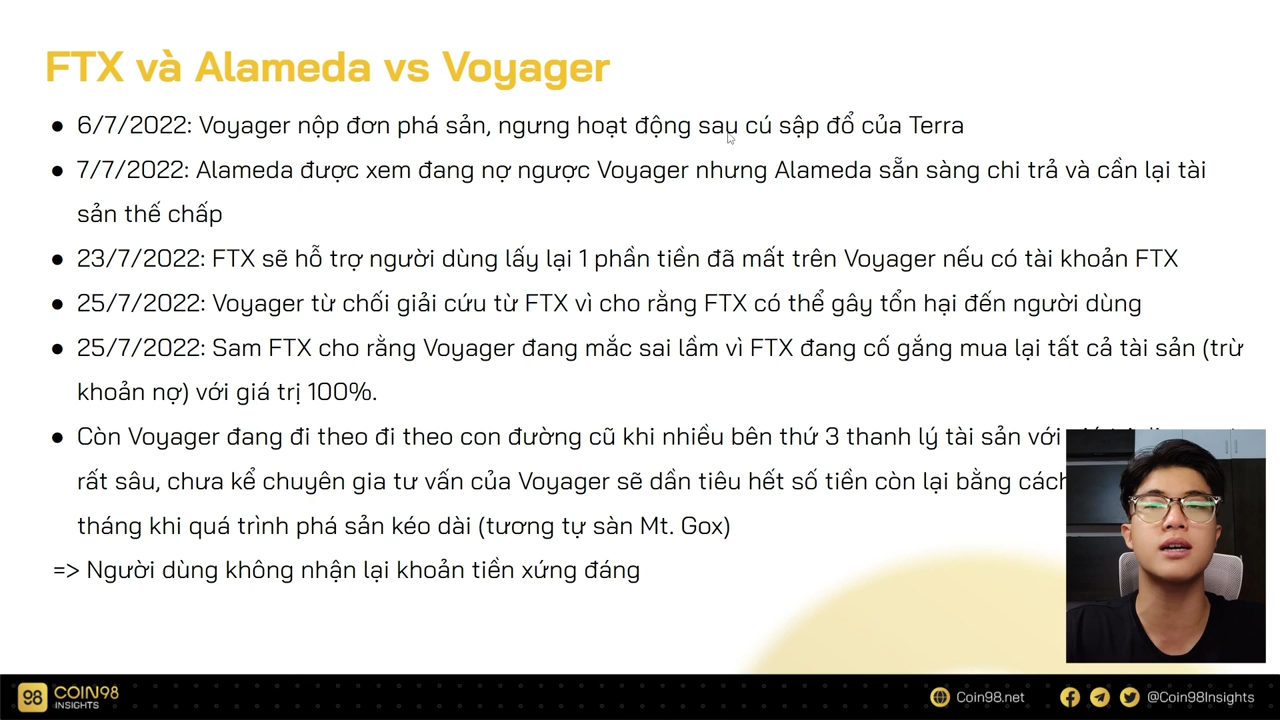 FTX và Alameda vs Voyager
● 6/7/2022: Voyager nộp đơn phá sản, ngưng hoạt động sau cú sập đổ của Terra
● 7/7/2022: Alameda được xem đang nợ ngược Voyager nhưng Alameda sẵn sàng chi trả và cần lại tài
sản thế chấp
● 23/7/2022: FTX sẽ hỗ trợ người dùng lấy lại 1 phần tiền đã mất trên Voyager nếu có tài khoản FTX
● 25/7/2022: Voyager từ chối giải cứu từ FTX vì cho rằng FTX có thể gây tổn hại đến người dùng
● 25/7/2022: Sam FTX cho rằng Voyager đang mắc sai lầm vì FTX đang cố gắng mua lại tất cả tài sản (trừ
khoản nợ) với giá trị 100%.
● Còn Voyager đang đi theo đi theo con đường cũ khi nhiều bên thứ 3 thanh lý tài sản với
rất sâu, chưa kể chuyên gia tư vấn của Voyager sẽ dần tiêu hết số tiền còn lại bằng cách
tháng khi quá trình phá sản kéo dài (tương tự sàn Mt. Gox)
=> Người dùng không nhận lại khoản tiền xứng đáng
98 COIN98
INSIGHTS
Coin98.net
@Coin98Insights